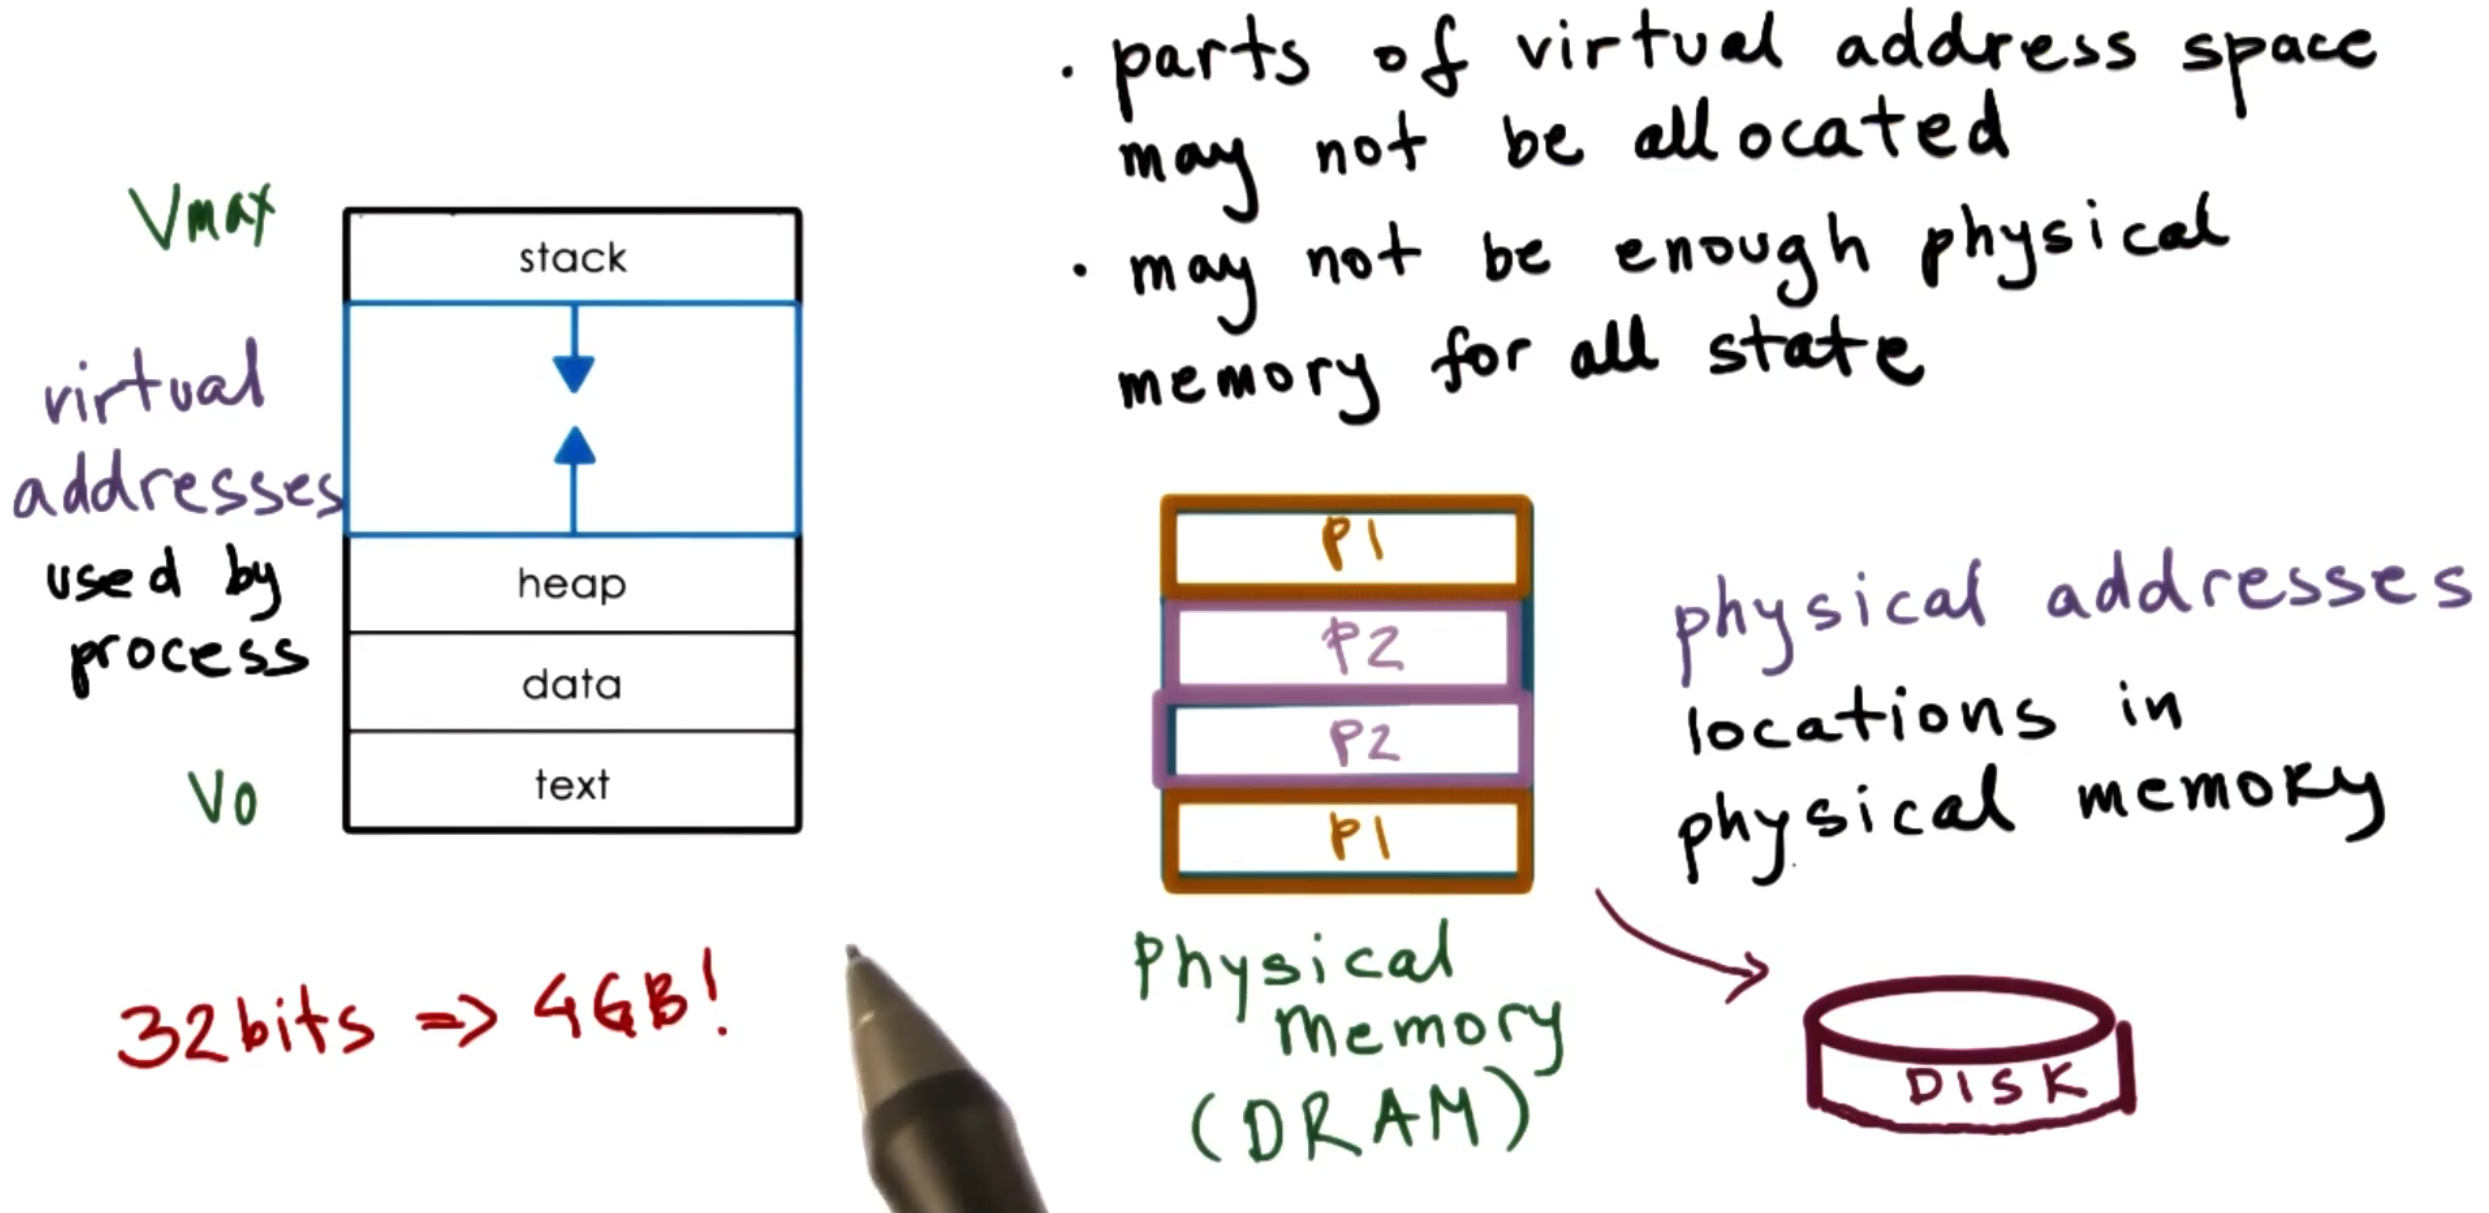 · parts of virtual address space
may not be allocated
· may not be enough physical
memory for all state
Vmax
stack
virtual
addresses
used by
process
heap
data
text
V0
32bits => 4GB!
P1
P2
P2
P1
Physical
Memory
(DRAM)
physical addresses
locations in
physical memory
DISK